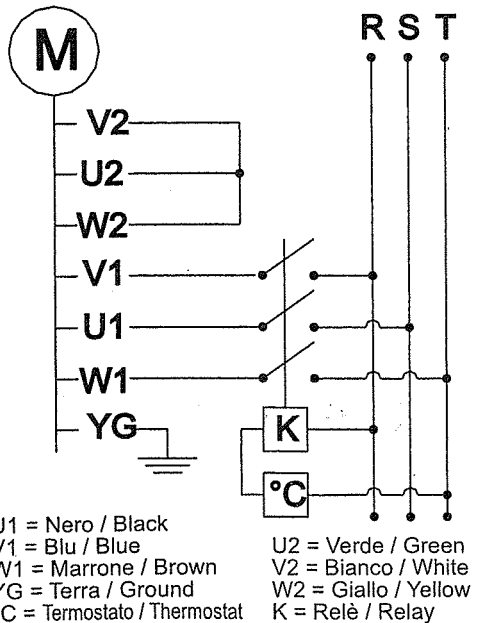 M
R S T
V2
U2
W2
V1
U1
W1
YG
K
°C
U1 = Nero / Black
V1 = Blu / Blue
W1 = Marrone / Brown
YG = Terra / Ground
°C = Termostato / Thermostat
U2 = Verde / Green
V2 = Bianco / White
W2 = Giallo / Yellow
K = Relè / Relay